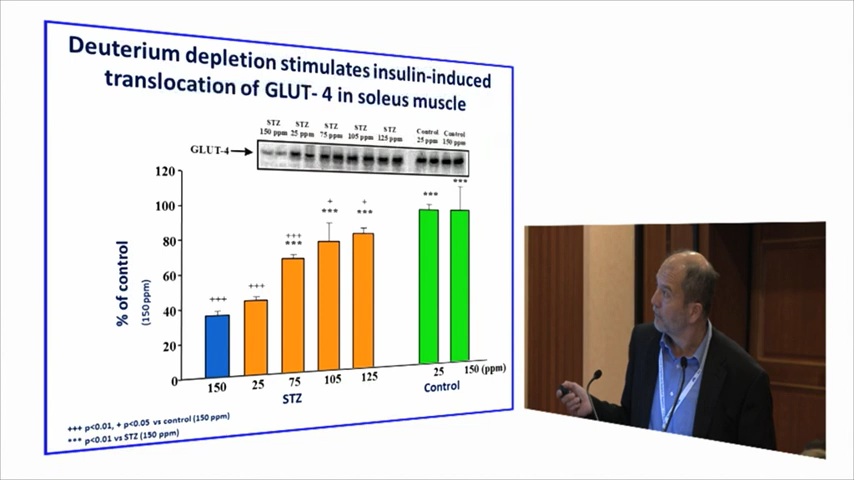 Deuterium depletion stimulates insulin-induced
translocation of GLUT- 4 in soleus muscle
STZ STZ STZ STZ STZ Control Control
150 ppm 25 ppm 75 ppm 105 ppm 125 ppm 25 ppm 150 ppm
GLUT-4
120
100
80
60
40
20
0
% of control
(150 ppm)
+++
+++
+++
***
+
***
+
***
***
***
150 25 75 105 125 25 150 (ppm)
STZ Control
+++ p<0.01, + p<0.05 vs control (150 ppm)
*** p<0.01 vs STZ (150 ppm)